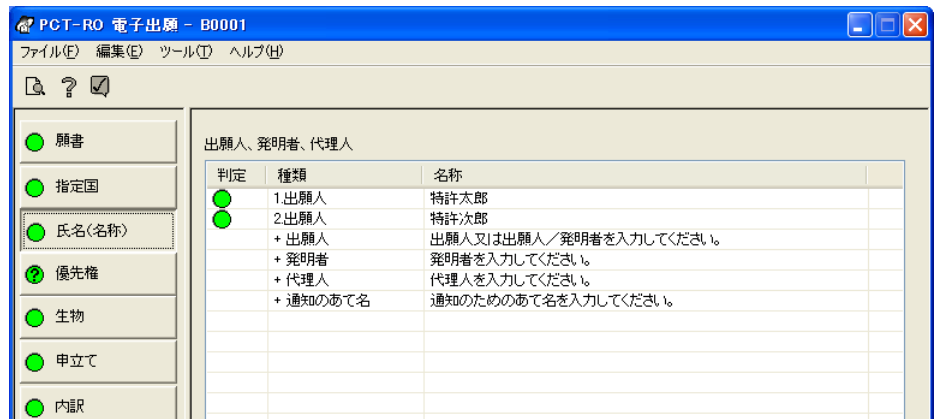 PCT-RO 電子出願 - B0001
ファイル(F) 編集(E) ツール(T) ヘルプ(H)
願書
指定国
氏名(名称)
優先権
生物
申立て
内訳
出願人、発明者、代理人
判定 種類 名称
1.出願人 特許太郎
2.出願人 特許次郎
+ 出願人 出願人又は出願人／発明者を入力してください。
+ 発明者 発明者を入力してください。
+ 代理人 代理人を入力してください。
+ 通知のあて名 通知のためのあて名を入力してください。